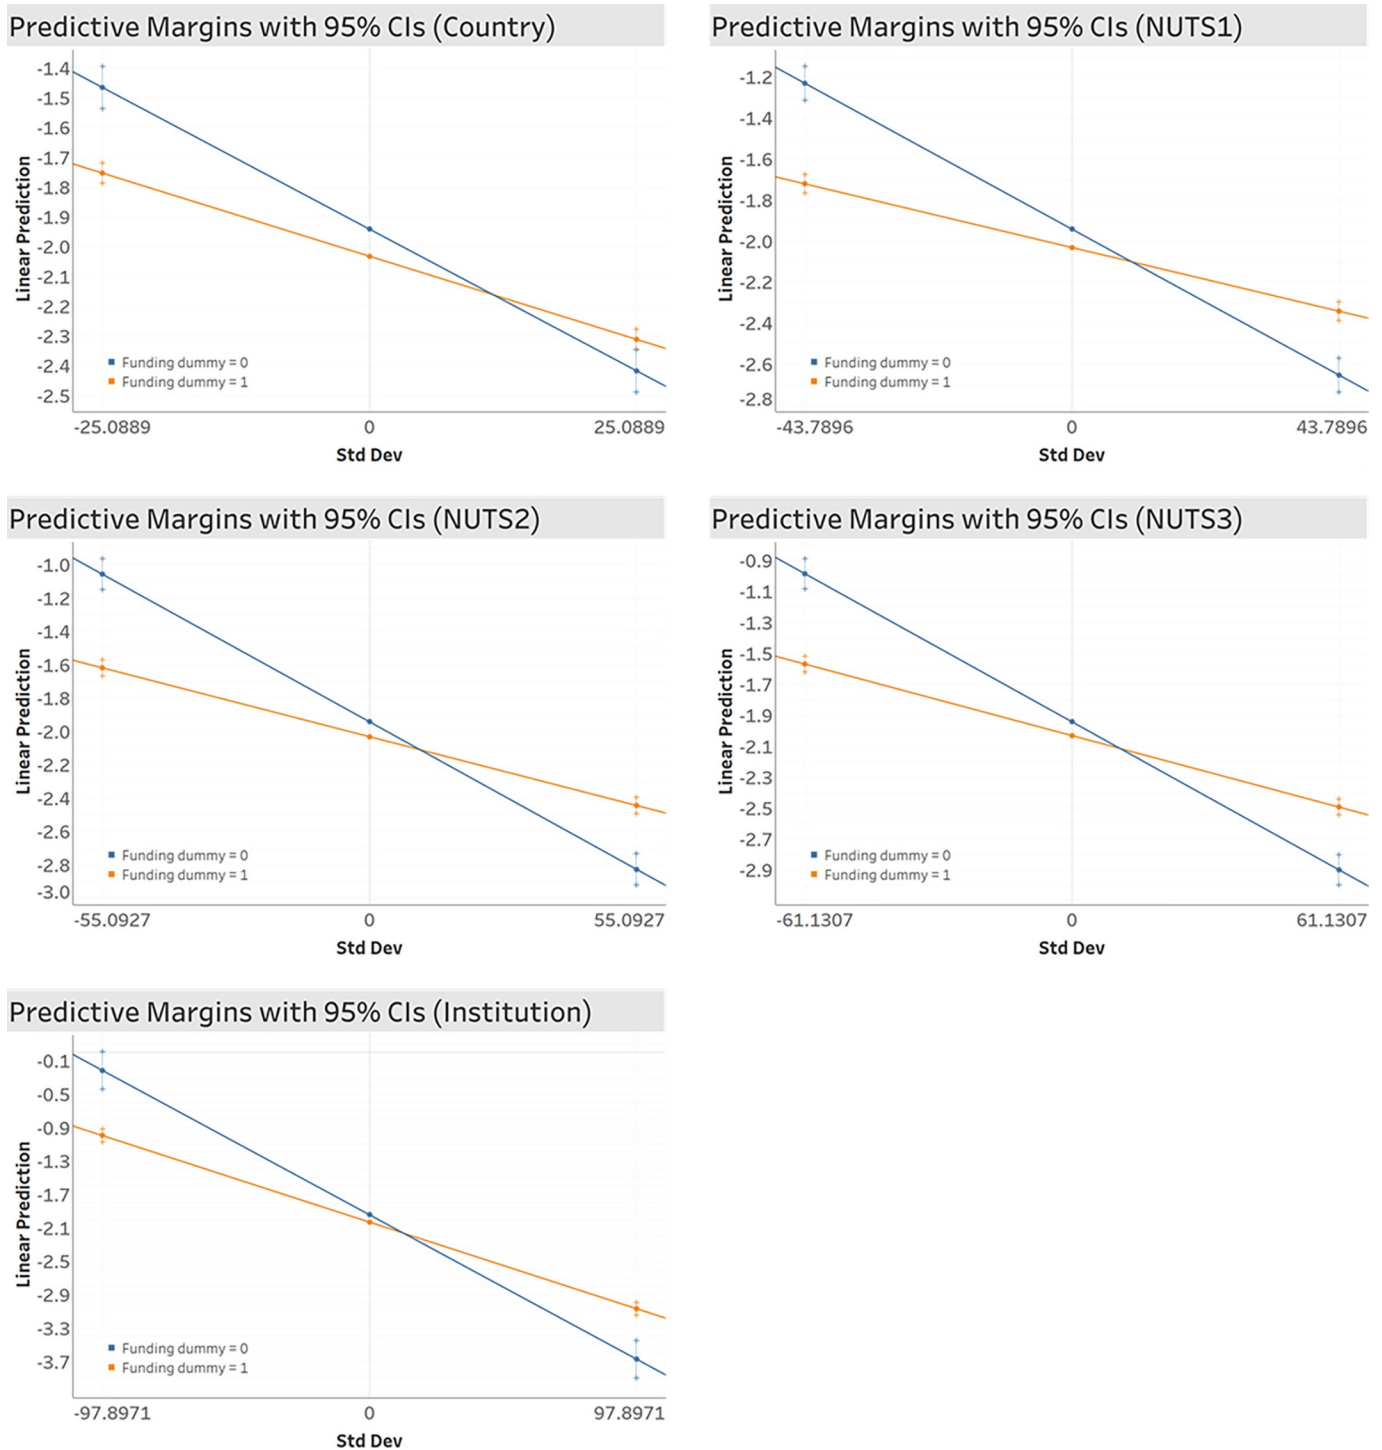 Predictive Margins with 95% CIs (Country)
-1.4
-1.5
-1.6
-1.7
-1.8
-1.9
-2.0
-2.1
-2.2
-2.3
-2.4
-2.5
Linear Prediction
Funding dummy = 0
Funding dummy = 1
-25.0889 0 25.0889
Std Dev
Predictive Margins with 95% CIs (NUTS1)
-1.2
-1.4
-1.6
-1.8
-2.0
-2.2
-2.4
-2.6
-2.8
Linear Prediction
Funding dummy = 0
Funding dummy = 1
-43.7896 0 43.7896
Std Dev
Predictive Margins with 95% CIs (NUTS2)
-1.0
-1.2
-1.4
-1.6
-1.8
-2.0
-2.2
-2.4
-2.6
-2.8
-3.0
Linear Prediction
Funding dummy = 0
Funding dummy = 1
-55.0927 0 55.0927
Std Dev
Predictive Margins with 95% CIs (NUTS3)
-0.9
-1.1
-1.3
-1.5
-1.7
-1.9
-2.1
-2.3
-2.5
-2.7
-2.9
Linear Prediction
Funding dummy = 0
Funding dummy = 1
-61.1307 0 61.1307
Std Dev
Predictive Margins with 95% CIs (Institution)
-0.1
-0.5
-0.9
-1.3
-1.7
-2.1
-2.5
-2.9
-3.3
-3.7
Linear Prediction
Funding dummy = 0
Funding dummy = 1
-97.8971 0 97.8971
Std Dev